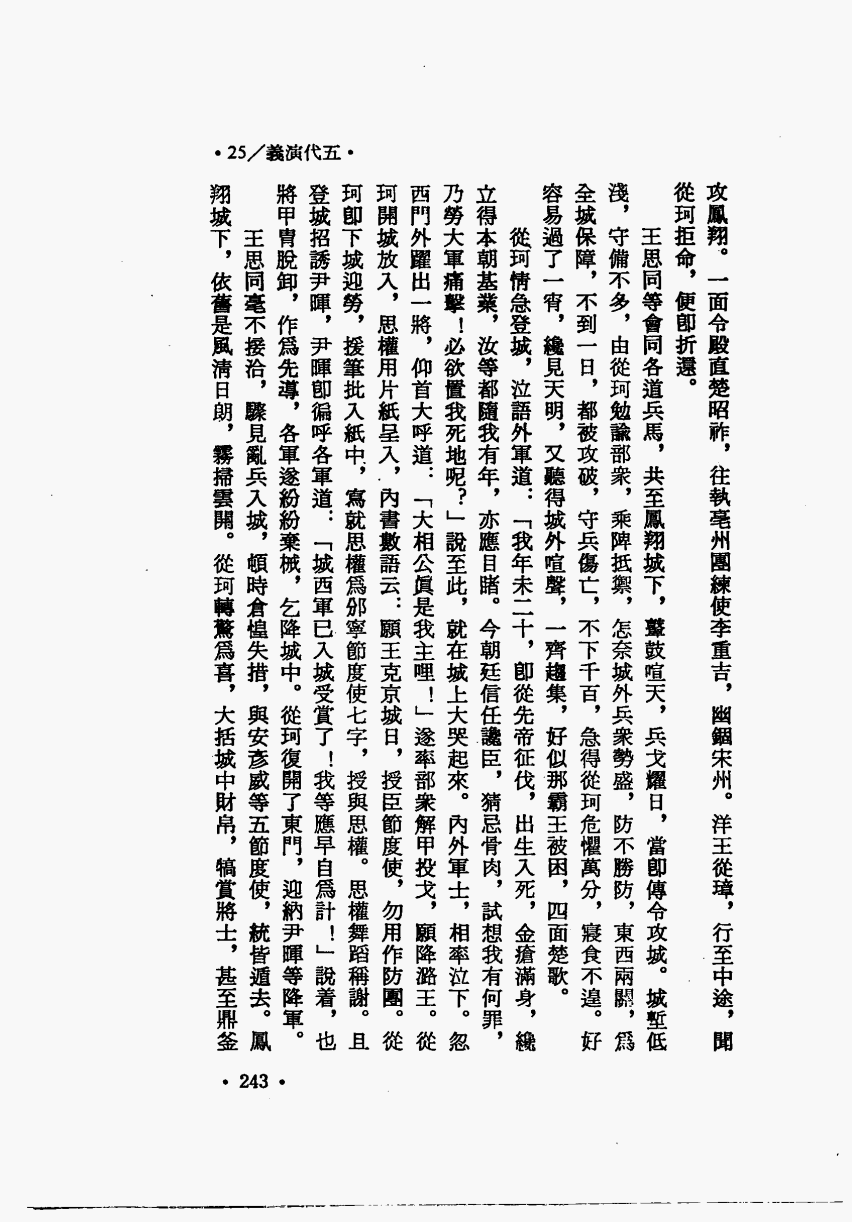 •25／義演代五•
攻鳳翔。一面令殿直楚昭祚，往執亳州團練使李重吉，幽錮宋州。洋王從璋，行至中途，聞
從珂拒命，便卽折還。
王思同等會同各道兵馬，共至鳳翔城下，鼙鼓喧天，兵戈耀日，當卽傳令攻城。城塹低
淺，守備不多，由從珂勉諭部衆，乘陴抵禦，怎奈城外兵衆勢盛，防不勝防，東西兩關，爲
全城保障，不到一日，都被攻破，守兵傷亡，不下千百，急得從珂危懼萬分，寢食不遑。好
容易過了一宵，纔見天明，又聽得城外喧聲，一齊趨集，好似那霸王被困，四面楚歌。
從珂情急登城，泣語外軍道：「我年未二十，卽從先帝征伐，出生入死，金瘡滿身，纔
立得本朝基業，汝等都隨我有年，亦應目睹。今朝廷信任讒臣，猜忌骨肉，試想我有何罪，
乃勞大軍痛擊！必欲置我死地呢？」說至此，就在城上大哭起來。內外軍士，相率泣下。忽
西門外躍出一將，仰首大呼道：「大相公眞是我主哩！」遂率部衆解甲投戈，願降潞王。從
珂開城放入，思權用片紙呈入，內書數語云：願王克京城日，授臣節度使，勿用作防團。從
珂卽下城迎勞，援筆批入紙中，寫就思權爲邠寧節度使七字，授與思權。思權舞蹈稱謝。且
登城招誘尹暉，尹暉卽徧呼各軍道：「城西軍已入城受賞了！我等應早自爲計！」說着，也
將甲冑脫卸，作爲先導，各軍遂紛紛棄械，乞降城中。從珂復開了東門，迎納尹暉等降軍。
王思同毫不接洽，驟見亂兵入城，頓時倉惶失措，與安彥威等五節度使，統皆遁去。鳳
翔城下，依舊是風清日朗，霧掃雲開。從珂轉驚爲喜，大括城中財帛，犒賞將士，甚至鼎釜
•243•